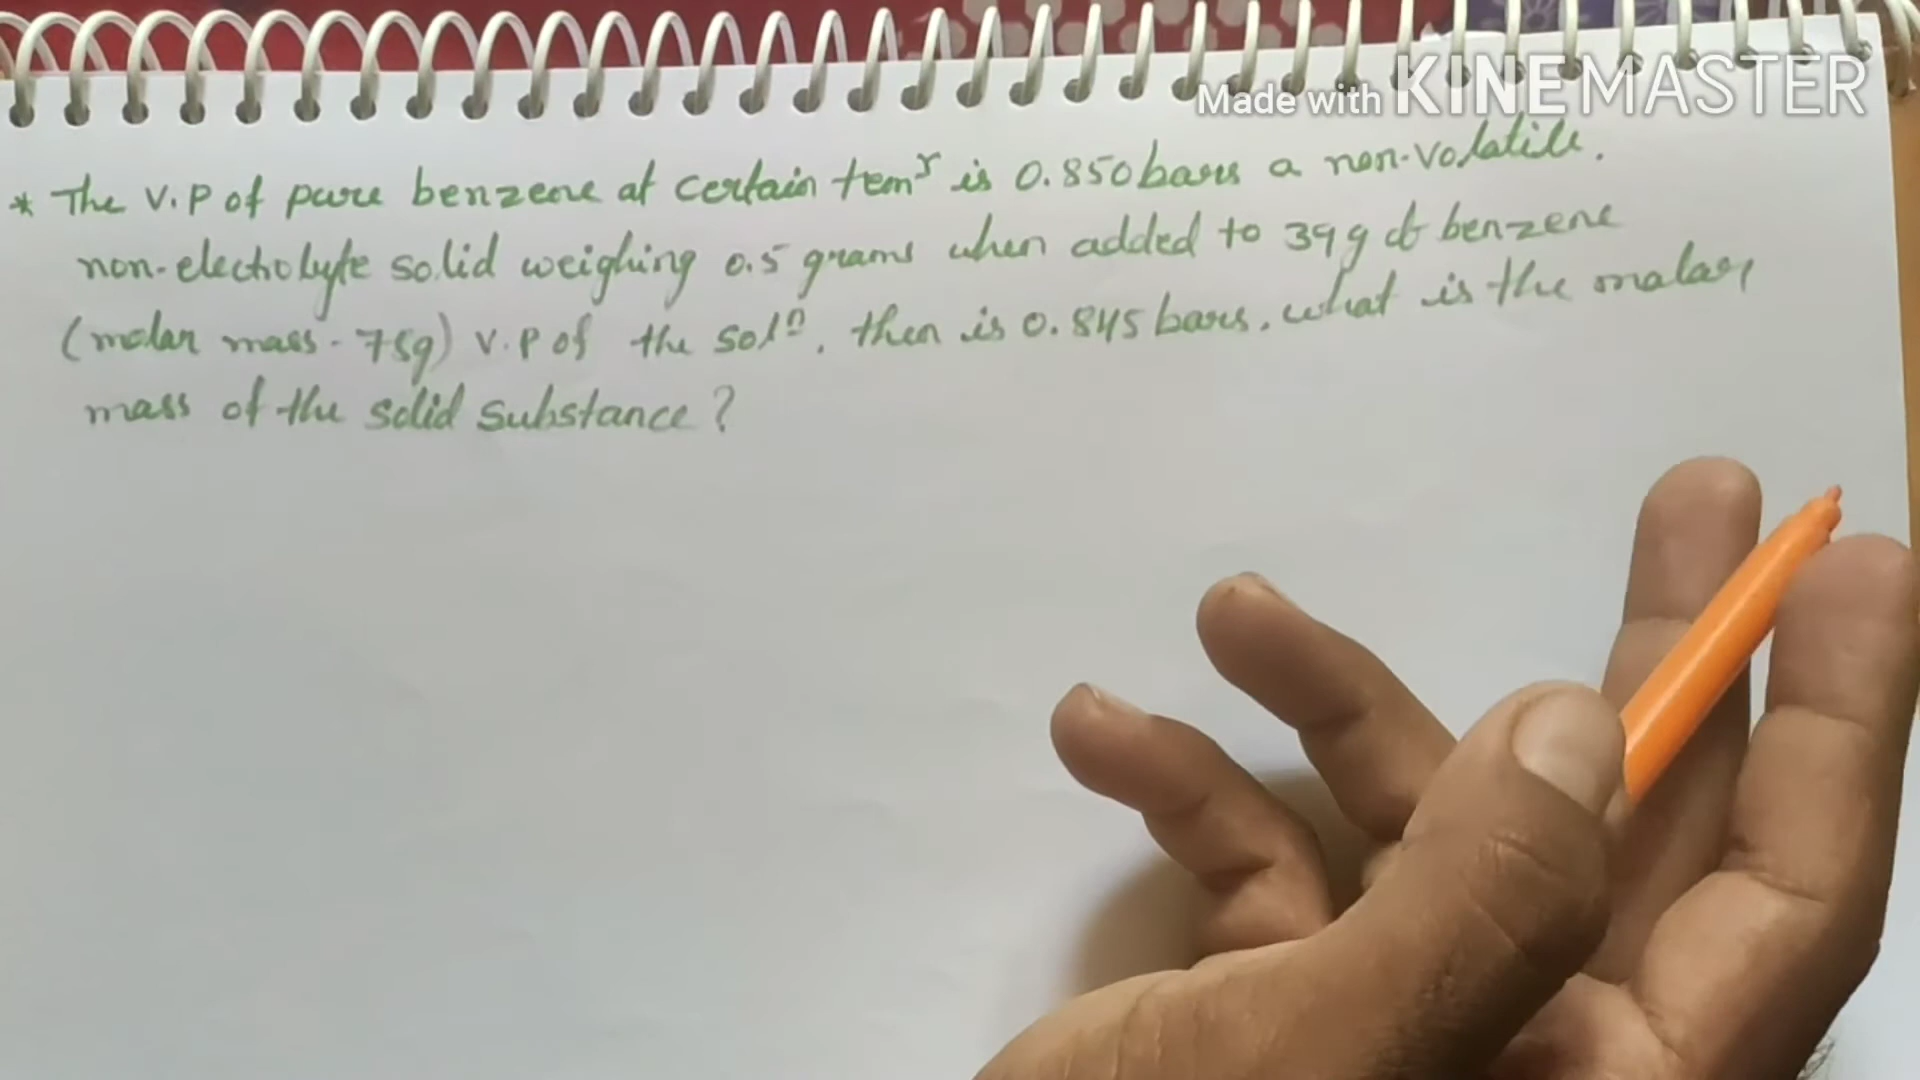 Made with KINEMASTER
* The V.P of pure benzene at certain temr is 0.850 bars a non-volatile.
non-electrolyte solid weighing 0.5 grams when added to 39 g of benzene
(molar mass - 78g) V.P of the soln. then is 0.845 bars. what is the molar
mass of the solid substance?